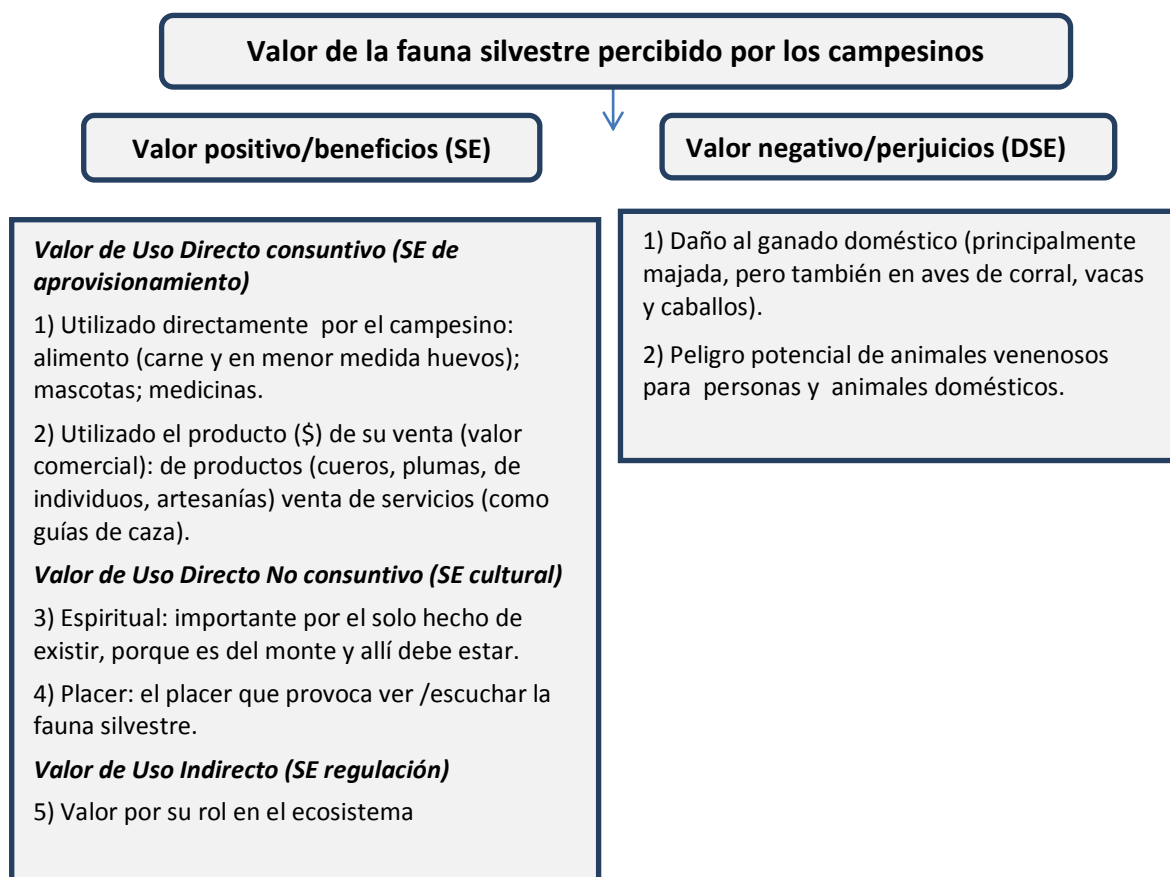 Valor de la fauna silvestre percibido por los campesinos
Valor positivo/beneficios (SE)
Valor negativo/perjuicios (DSE)
Valor de Uso Directo consuntivo (SE de
aprovisionamiento)
1) Utilizado directamente por el campesino:
alimento (carne y en menor medida huevos);
mascotas; medicinas.
2) Utilizado el producto ($) de su venta (valor
comercial): de productos (cueros, plumas, de
individuos, artesanías) venta de servicios (como
guías de caza).
Valor de Uso Directo No consuntivo (SE cultural)
3) Espiritual: importante por el solo hecho de
existir, porque es del monte y allí debe estar.
4) Placer: el placer que provoca ver /escuchar la
fauna silvestre.
Valor de Uso Indirecto (SE regulación)
5) Valor por su rol en el ecosistema
1) Daño al ganado doméstico (principalmente
majada, pero también en aves de corral, vacas
y caballos).
2) Peligro potencial de animales venenosos
para personas y animales domésticos.